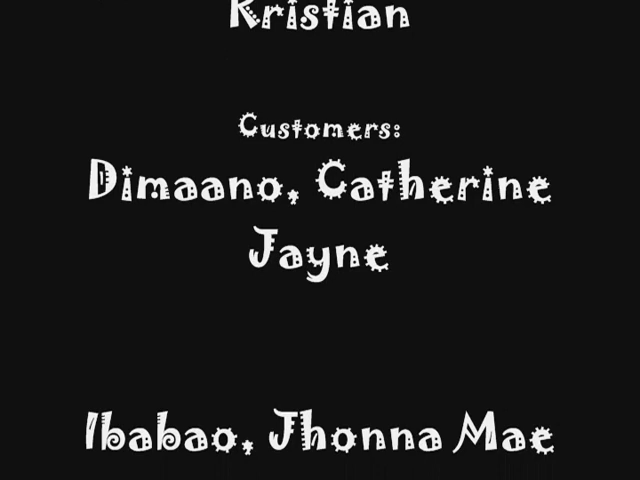 Kristian
Customers:
Dimaano, Catherine
Jayne
Ibabao, Jhonna Mae